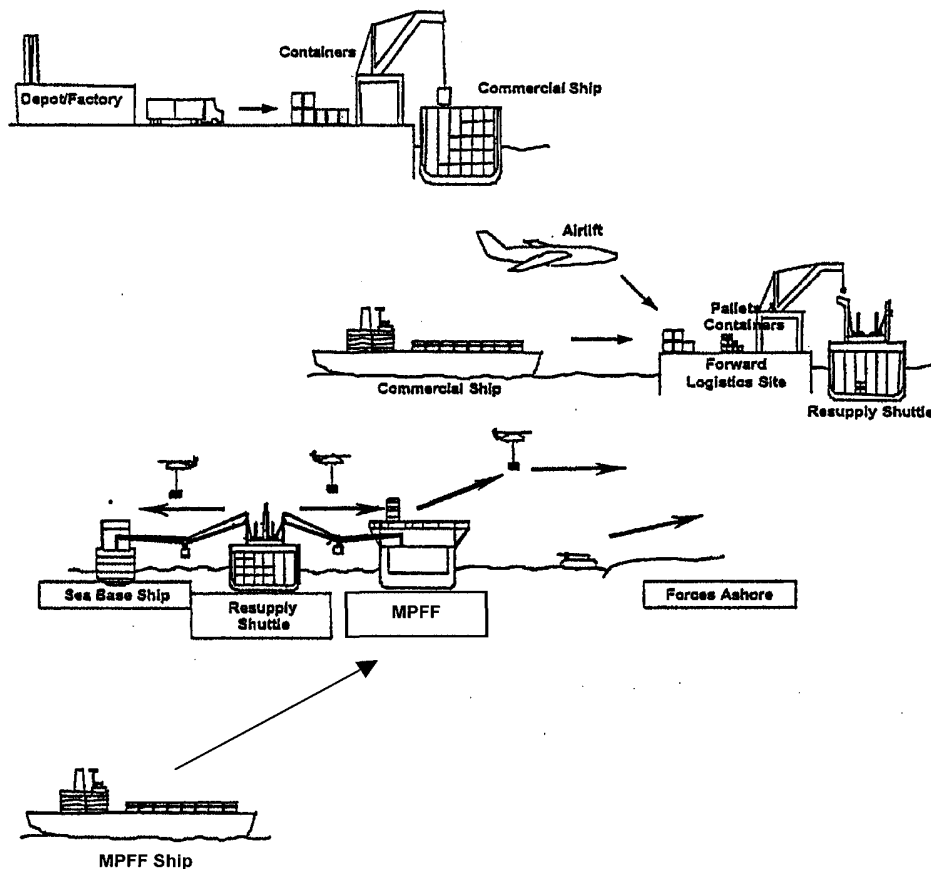 Containers
Depot/Factory
Commercial Ship
Airlift
Pallets
Containers
Forward
Logistics Site
Commercial Ship
Resupply Shuttle
Sea Base Ship
Resupply
Shuttle
MPFF
Forces Ashore
MPFF Ship